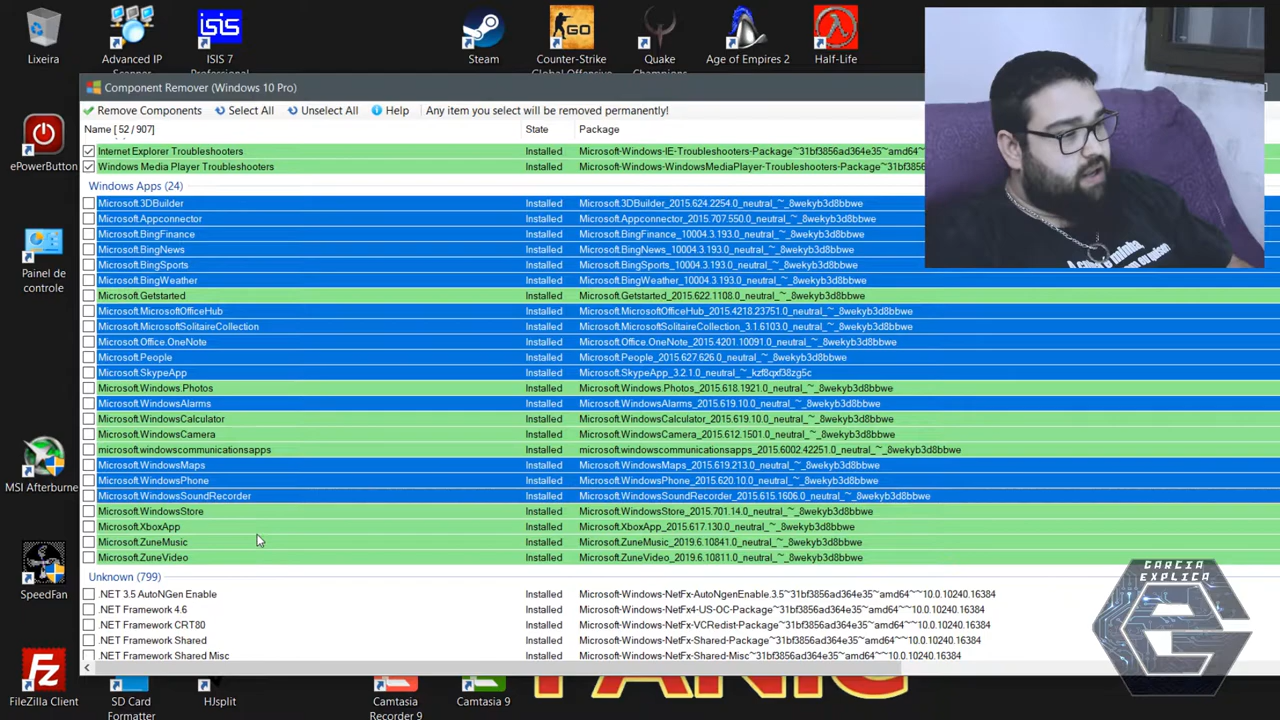 Lixeira
Advanced IP
Scanner
ISIS 7
Professional
Steam
Counter-Strike
Global Offensive
Quake
Champions
Age of Empires 2
Half-Life
isis
GO
Component Remover (Windows 10 Pro)
Remove Components Select All Unselect All Help Any item you select will be removed permanently!
Name [ 52 / 907] State Package
Internet Explorer Troubleshooters Installed Microsoft-Windows-IE-Troubleshooters-Package~31bf3856ad364e35~amd64~
Windows Media Player Troubleshooters Installed Microsoft-Windows-WindowsMediaPlayer-Troubleshooters-Package~31bf3856
Windows Apps (24)
Microsoft.3DBuilder Installed Microsoft.3DBuilder_2015.624.2254.0_neutral_~_8wekyb3d8bbwe
Microsoft.Appconnector Installed Microsoft.Appconnector_2015.707.550.0_neutral_~_8wekyb3d8bbwe
Microsoft.BingFinance Installed Microsoft.BingFinance_10004.3.193.0_neutral_~_8wekyb3d8bbwe
Microsoft.BingNews Installed Microsoft.BingNews_10004.3.193.0_neutral_~_8wekyb3d8bbwe
Microsoft.BingSports Installed Microsoft.BingSports_10004.3.193.0_neutral_~_8wekyb3d8bbwe
Microsoft.BingWeather Installed Microsoft.BingWeather_10004.3.193.0_neutral_~_8wekyb3d8bbwe
Microsoft.Getstarted Installed Microsoft.Getstarted_2015.622.1108.0_neutral_~_8wekyb3d8bbwe
Microsoft.MicrosoftOfficeHub Installed Microsoft.MicrosoftOfficeHub_2015.4218.23751.0_neutral_~_8wekyb3d8bbwe
Microsoft.MicrosoftSolitaireCollection Installed Microsoft.MicrosoftSolitaireCollection_3.1.6103.0_neutral_~_8wekyb3d8bbwe
Microsoft.Office.OneNote Installed Microsoft.Office.OneNote_2015.4201.10091.0_neutral_~_8wekyb3d8bbwe
Microsoft.People Installed Microsoft.People_2015.627.626.0_neutral_~_8wekyb3d8bbwe
Microsoft.SkypeApp Installed Microsoft.SkypeApp_3.2.1.0_neutral_~_kzf8qxf38zg5c
Microsoft.Windows.Photos Installed Microsoft.Windows.Photos_2015.618.1921.0_neutral_~_8wekyb3d8bbwe
Microsoft.WindowsAlarms Installed Microsoft.WindowsAlarms_2015.619.10.0_neutral_~_8wekyb3d8bbwe
Microsoft.WindowsCalculator Installed Microsoft.WindowsCalculator_2015.619.10.0_neutral_~_8wekyb3d8bbwe
Microsoft.WindowsCamera Installed Microsoft.WindowsCamera_2015.612.1501.0_neutral_~_8wekyb3d8bbwe
microsoft.windowscommunicationsapps Installed microsoft.windowscommunicationsapps_2015.6002.42251.0_neutral_~_8wekyb3d8bbwe
Microsoft.WindowsMaps Installed Microsoft.WindowsMaps_2015.619.213.0_neutral_~_8wekyb3d8bbwe
Microsoft.WindowsPhone Installed Microsoft.WindowsPhone_2015.620.10.0_neutral_~_8wekyb3d8bbwe
Microsoft.WindowsSoundRecorder Installed Microsoft.WindowsSoundRecorder_2015.615.1606.0_neutral_~_8wekyb3d8bbwe
Microsoft.WindowsStore Installed Microsoft.WindowsStore_2015.701.14.0_neutral_~_8wekyb3d8bbwe
Microsoft.XboxApp Installed Microsoft.XboxApp_2015.617.130.0_neutral_~_8wekyb3d8bbwe
Microsoft.ZuneMusic Installed Microsoft.ZuneMusic_2019.6.10841.0_neutral_~_8wekyb3d8bbwe
Microsoft.ZuneVideo Installed Microsoft.ZuneVideo_2019.6.10811.0_neutral_~_8wekyb3d8bbwe
Unknown (799)
.NET 3.5 AutoNGen Enable Installed Microsoft-Windows-NetFx-AutoNgenEnable.3.5~31bf3856ad364e35~amd64~~10.0.10240.16384
.NET Framework 4.6 Installed Microsoft-Windows-NetFx4-US-OC-Package~31bf3856ad364e35~amd64~~10.0.10240.16384
.NET Framework CRT80 Installed Microsoft-Windows-NetFx-VCRedist-Package~31bf3856ad364e35~amd64~~10.0.10240.16384
.NET Framework Shared Installed Microsoft-Windows-NetFx-Shared-Package~31bf3856ad364e35~amd64~~10.0.10240.16384
.NET Framework Shared Misc Installed Microsoft-Windows-NetFx-Shared-Misc~31bf3856ad364e35~amd64~~10.0.10240.16384
ePowerButton
Painel de
controle
MSI Afterburne
SpeedFan
FileZilla Client
SD Card
Formatter
HJsplit
Camtasia
Recorder 9
Camtasia 9
PANIC
GARCIA
EXPLICA